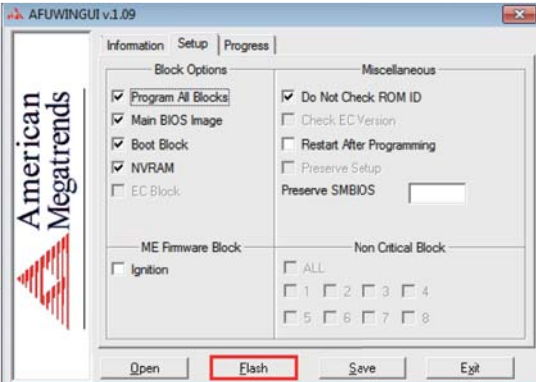 AFUWINGUI v.1.09
American
Megatrends
Information Setup Progress
Block Options
Program All Blocks
Main BIOS Image
Boot Block
NVRAM
EC Block
ME Firmware Block
Ignition
Miscellaneous
Do Not Check ROM ID
Check EC Version
Restart After Programming
Preserve Setup
Preserve SMBIOS
Non Critical Block
ALL
1 2 3 4
5 6 7 8
Open Flash Save Exit